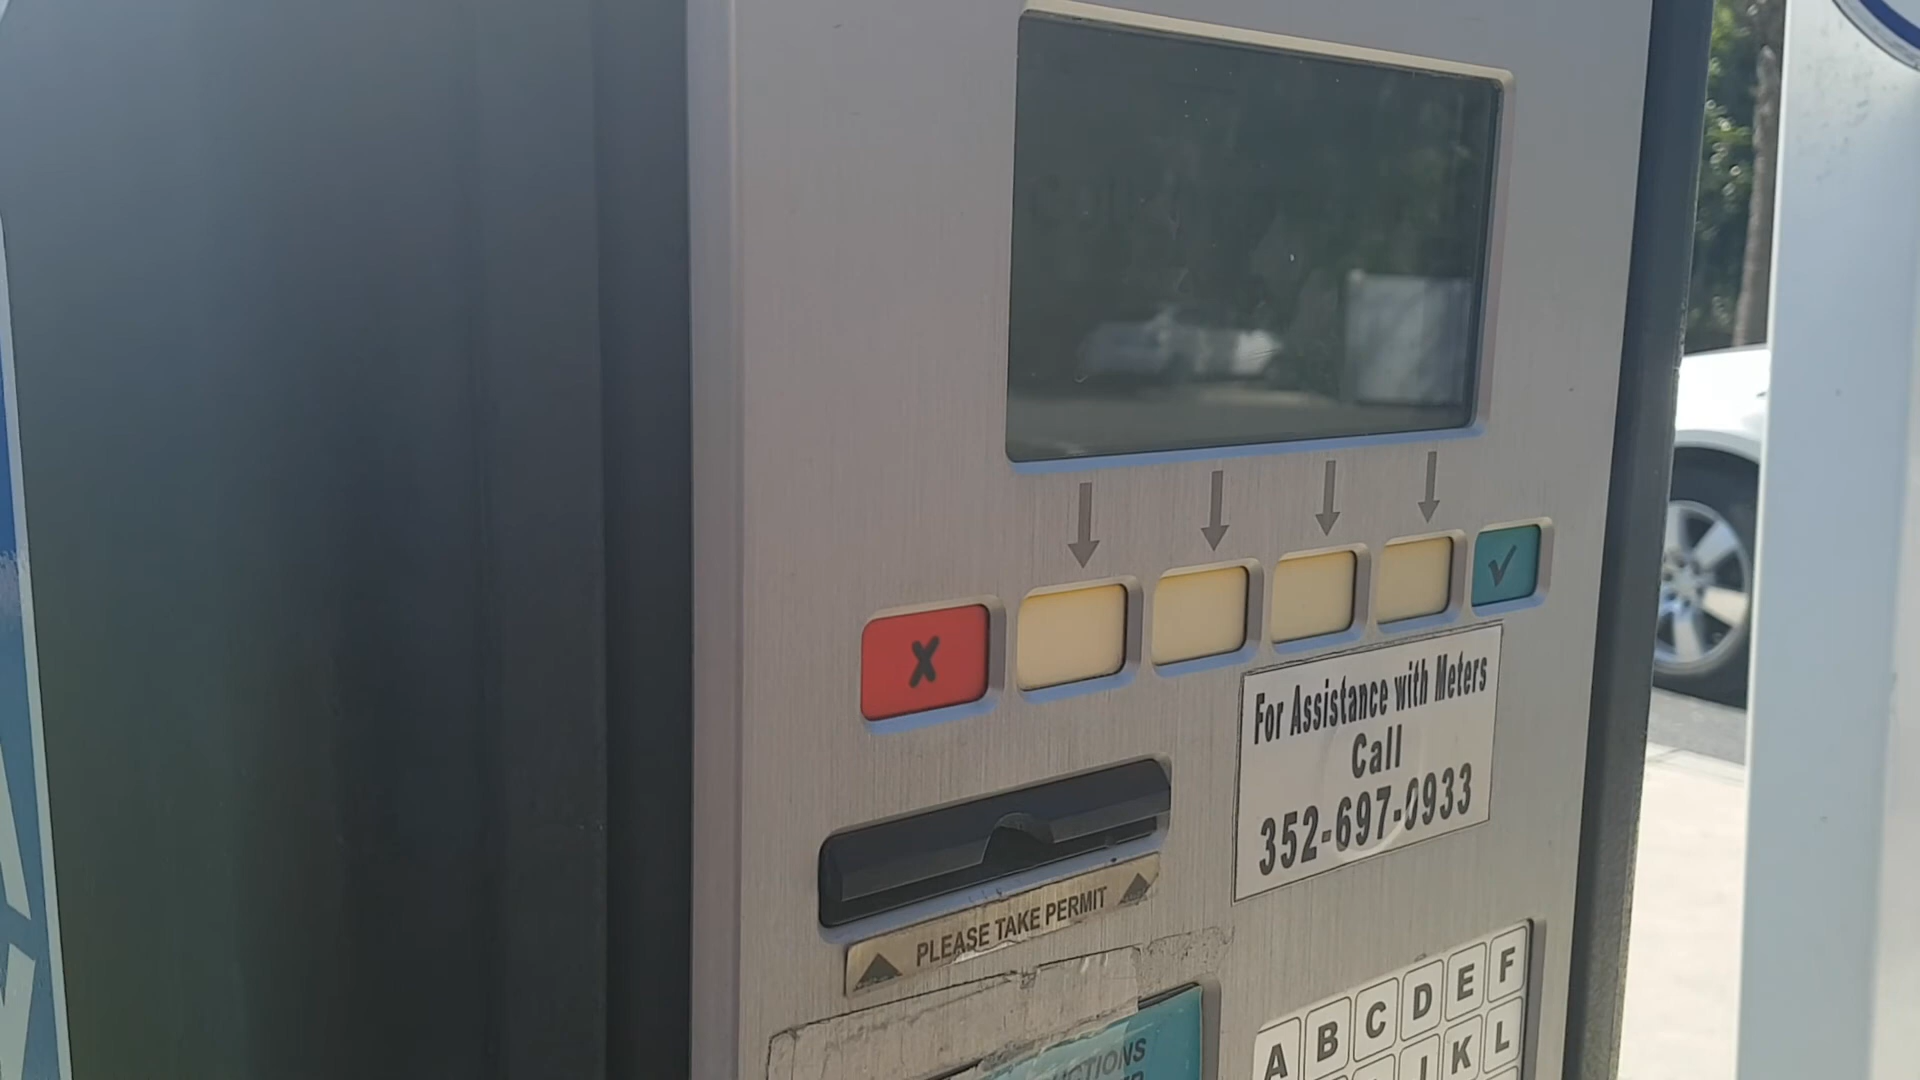 X
✓
For Assistance with Meters
Call
352-697-0933
PLEASE TAKE PERMIT
A B C D E F
J K L